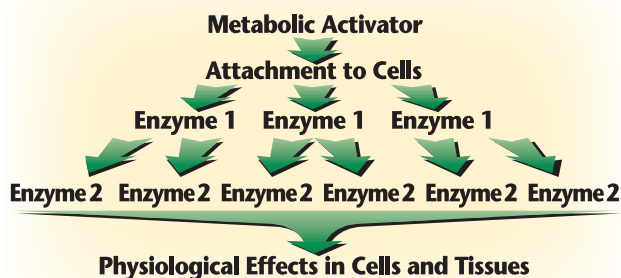 Metabolic Activator
Attachment to Cells
Enzyme 1 Enzyme 1 Enzyme 1
Enzyme 2 Enzyme 2 Enzyme 2 Enzyme 2 Enzyme 2 Enzyme 2
Physiological Effects in Cells and Tissues